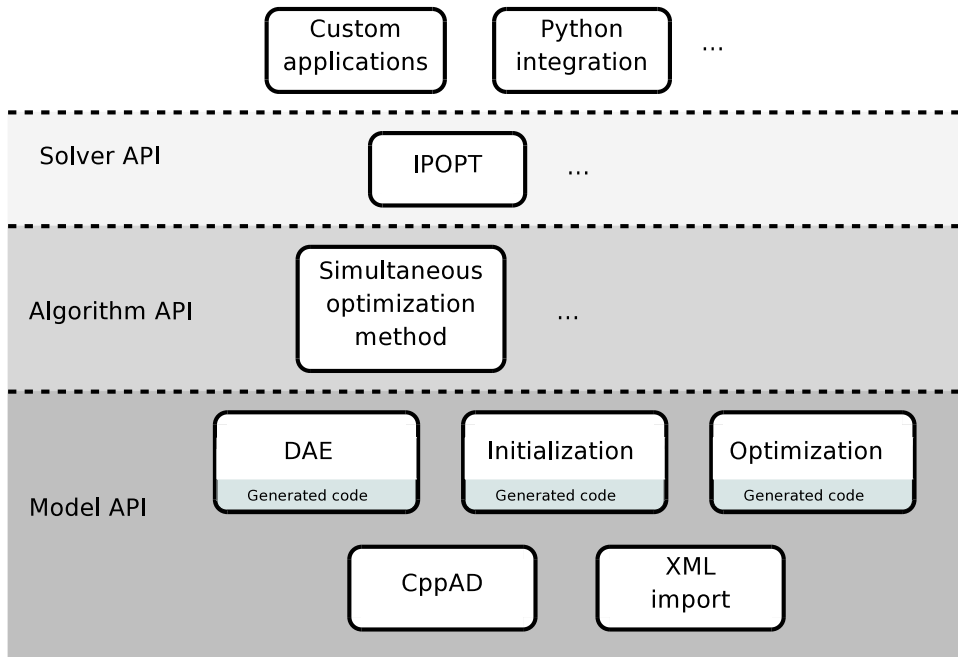 Custom
applications
Python
integration
...
Solver API
IPOPT
...
Algorithm API
Simultaneous
optimization
method
...
Model API
DAE
Generated code
Initialization
Generated code
Optimization
Generated code
CppAD
XML
import